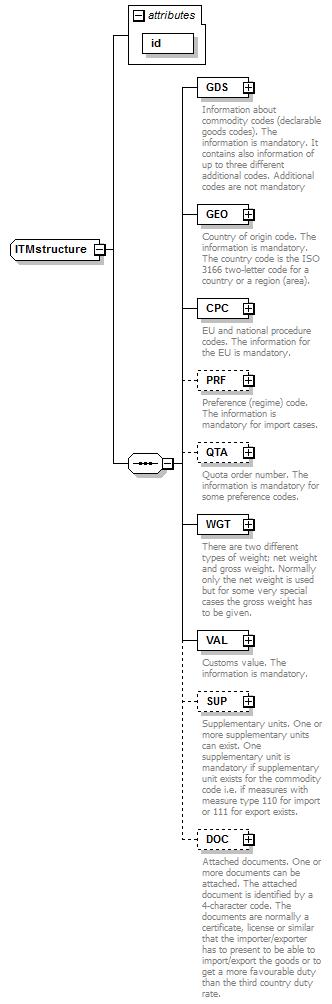 attributes
id
GDS
Information about
commodity codes (declarable
goods codes). The
information is mandatory. It
contains also information of
up to three different
additional codes. Additional
codes are not mandatory
GEO
Country of origin code. The
information is mandatory.
The country code is the ISO
3166 two-letter code for a
country or a region (area).
ITMstructure
CPC
EU and national procedure
codes. The information for
the EU is mandatory.
PRF
Preference (regime) code.
The information is
mandatory for import cases.
QTA
Quota order number. The
information is mandatory for
some preference codes.
WGT
There are two different
types of weight; net weight
and gross weight. Normally
only the net weight is used
but for some very special
cases the gross weight has
to be given.
VAL
Customs value. The
information is mandatory.
SUP
Supplementary units. One or
more supplementary units
can exist. One
supplementary unit is
mandatory if supplementary
unit exists for the commodity
code i.e. if measures with
measure type 110 for import
or 111 for export exists.
DOC
Attached documents. One or
more documents can be
attached. The attached
document is identified by a
4-character code. The
documents are normally a
certificate, license or similar
that the importer/exporter
has to present to be able to
import/export the goods or to
get a more favourable duty
than the third country duty
rate.